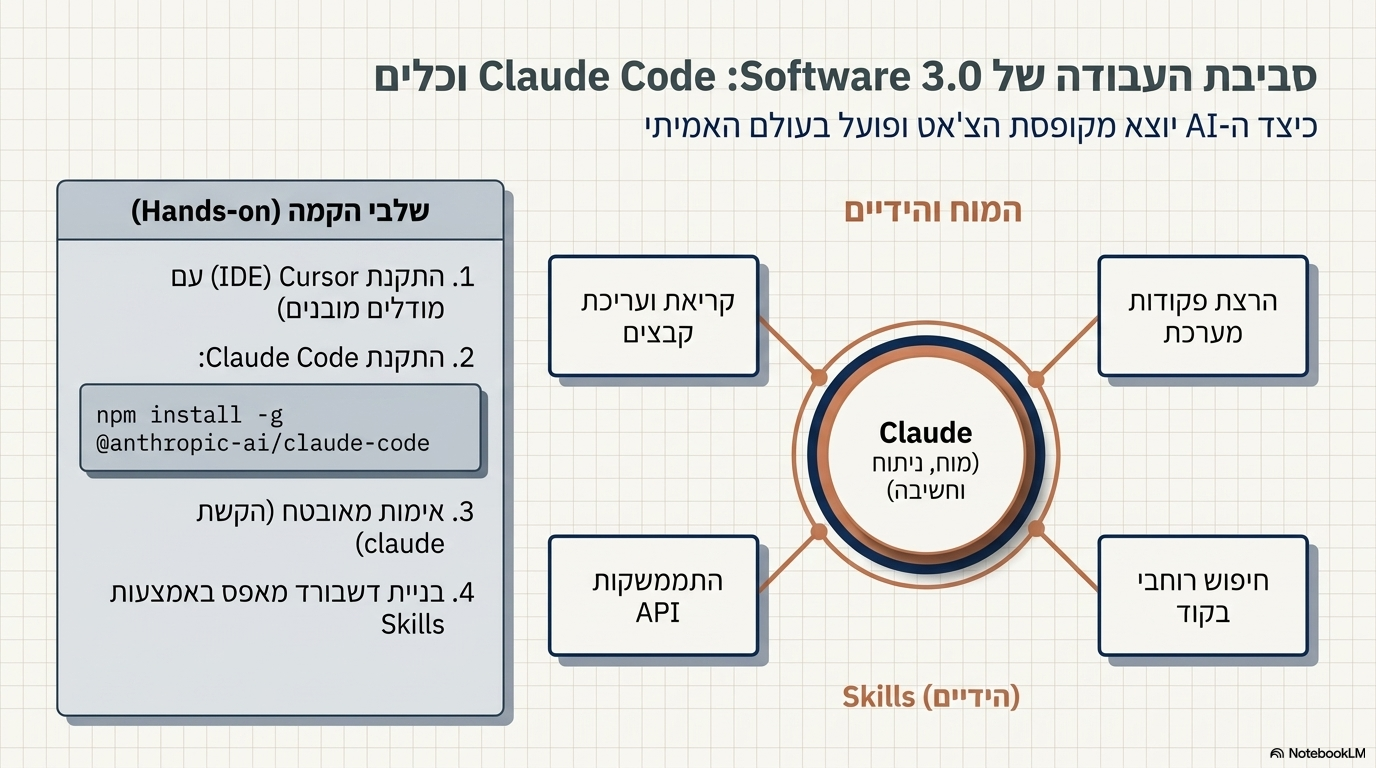 סביבת העבודה של Software 3.0: Claude Code וכלים
כיצד ה-AI יוצא מקופסת הצ'אט ופועל בעולם האמיתי
המוח והידיים
הרצת פקודות
מערכת
קריאת ועריכת
קבצים
Claude
(מוח, ניתוח
וחשיבה)
חיפוש רוחבי
בקוד
התממשקות
API
Skills (הידיים)
שלבי הקמה (Hands-on)
1. התקנת Cursor (IDE) עם
מודלים מובנים)
2. התקנת Claude Code:
npm install -g
@anthropic-ai/claude-code
3. אימות מאובטח (הקשת
claude)
4. בניית דשבורד מאפס באמצעות
Skills
NotebookLM